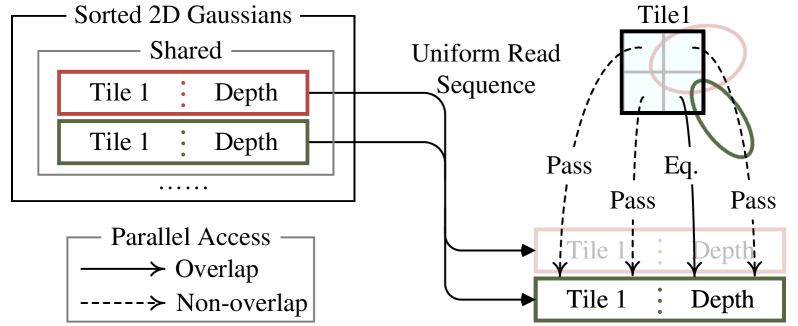 Sorted 2D Gaussians
Shared
Tile 1 Depth
Tile 1 Depth
......
Parallel Access
Overlap
Non-overlap
Uniform Read
Sequence
Tile1
Pass
Eq.
Pass
Pass
Tile 1 Depth
Tile 1 Depth